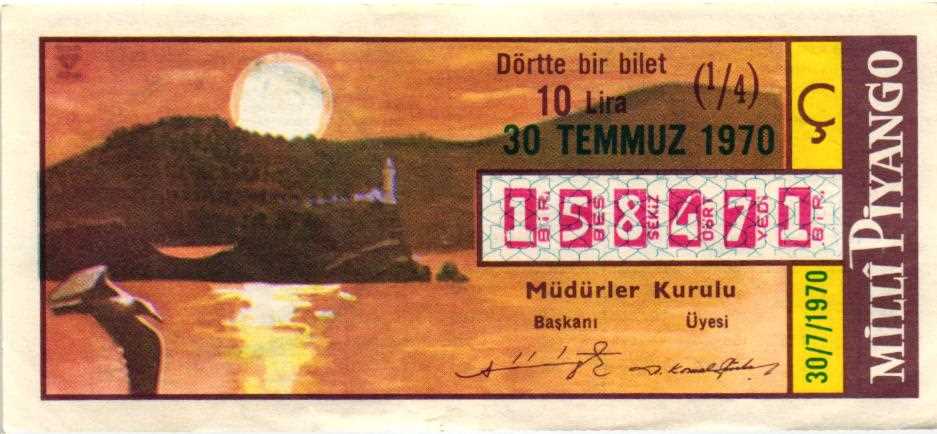 Dörtte bir bilet (1/4)
10 Lira
30 TEMMUZ 1970
Ç
158471
BİR BEŞ SEKİZ DÖRT YEDİ BİR
Müdürler Kurulu
Başkanı Üyesi
30/7/1970
MİLLÎ PİYANGO